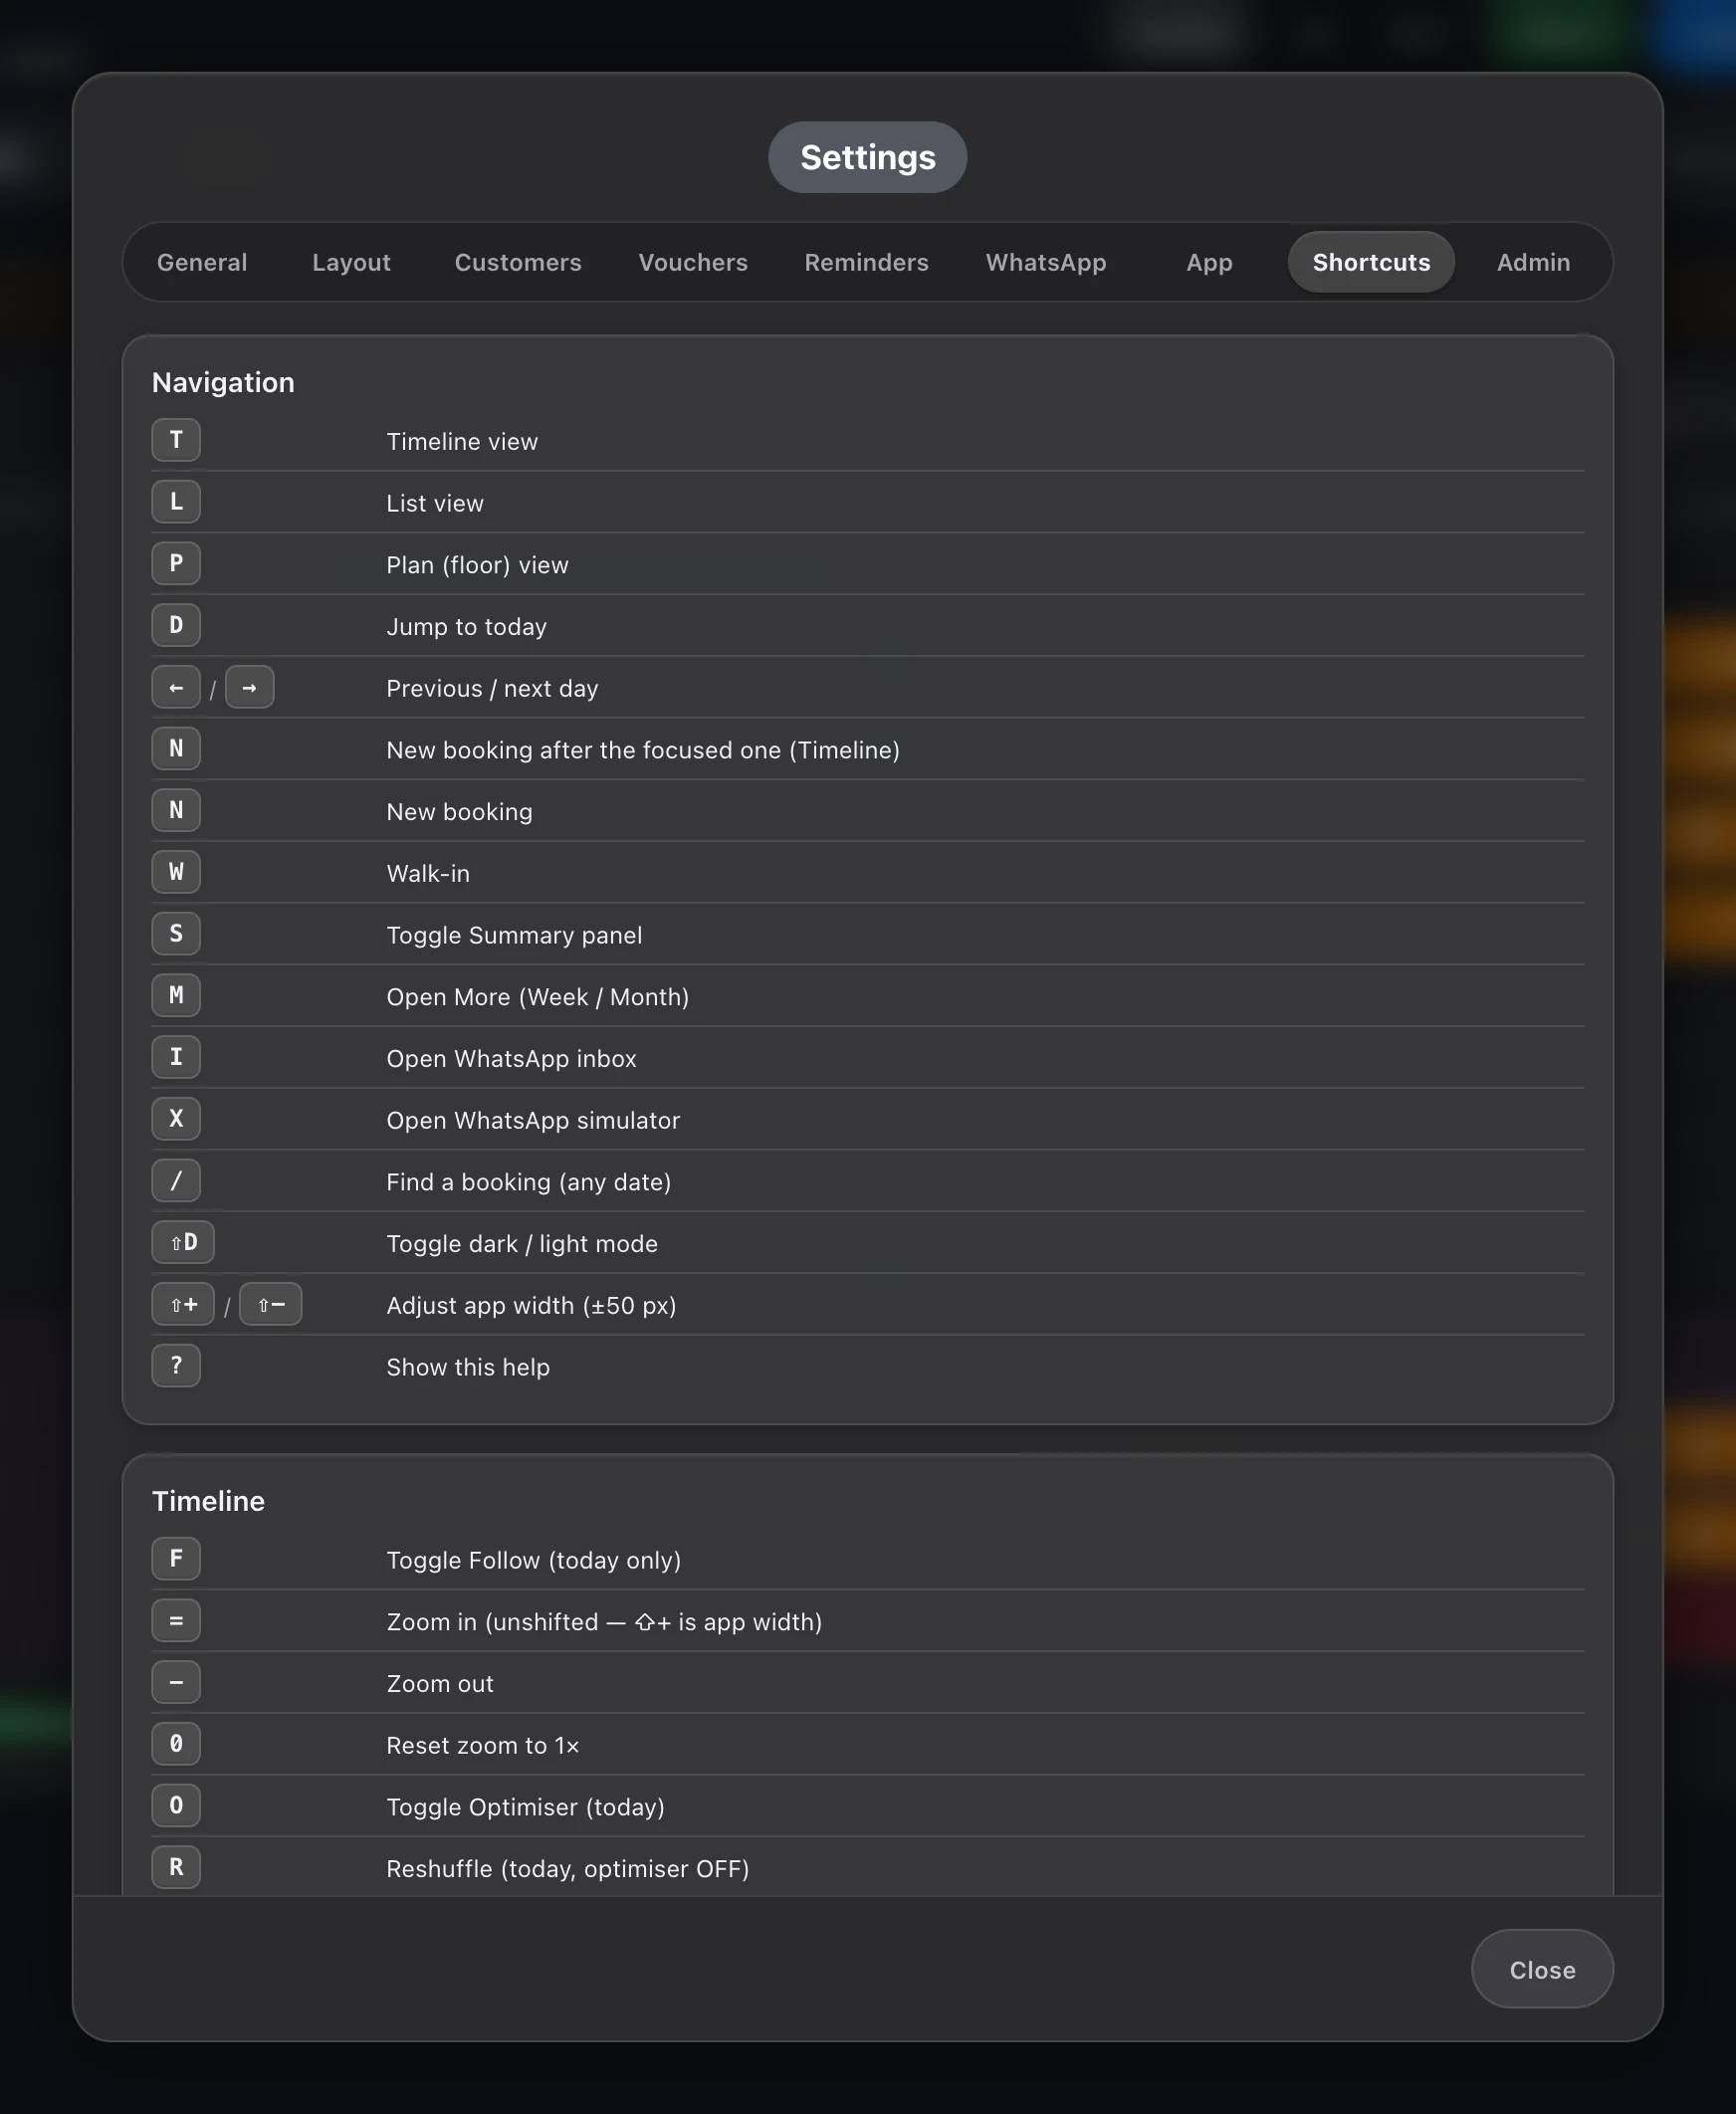 Settings
General Layout Customers Vouchers Reminders WhatsApp App Shortcuts Admin
Navigation
T Timeline view
L List view
P Plan (floor) view
D Jump to today
← / → Previous / next day
N New booking after the focused one (Timeline)
N New booking
W Walk-in
S Toggle Summary panel
M Open More (Week / Month)
I Open WhatsApp inbox
X Open WhatsApp simulator
/ Find a booking (any date)
⇧D Toggle dark / light mode
⇧+ / ⇧− Adjust app width (±50 px)
? Show this help
Timeline
F Toggle Follow (today only)
= Zoom in (unshifted — ⇧+ is app width)
− Zoom out
0 Reset zoom to 1×
O Toggle Optimiser (today)
R Reshuffle (today, optimiser OFF)
Close